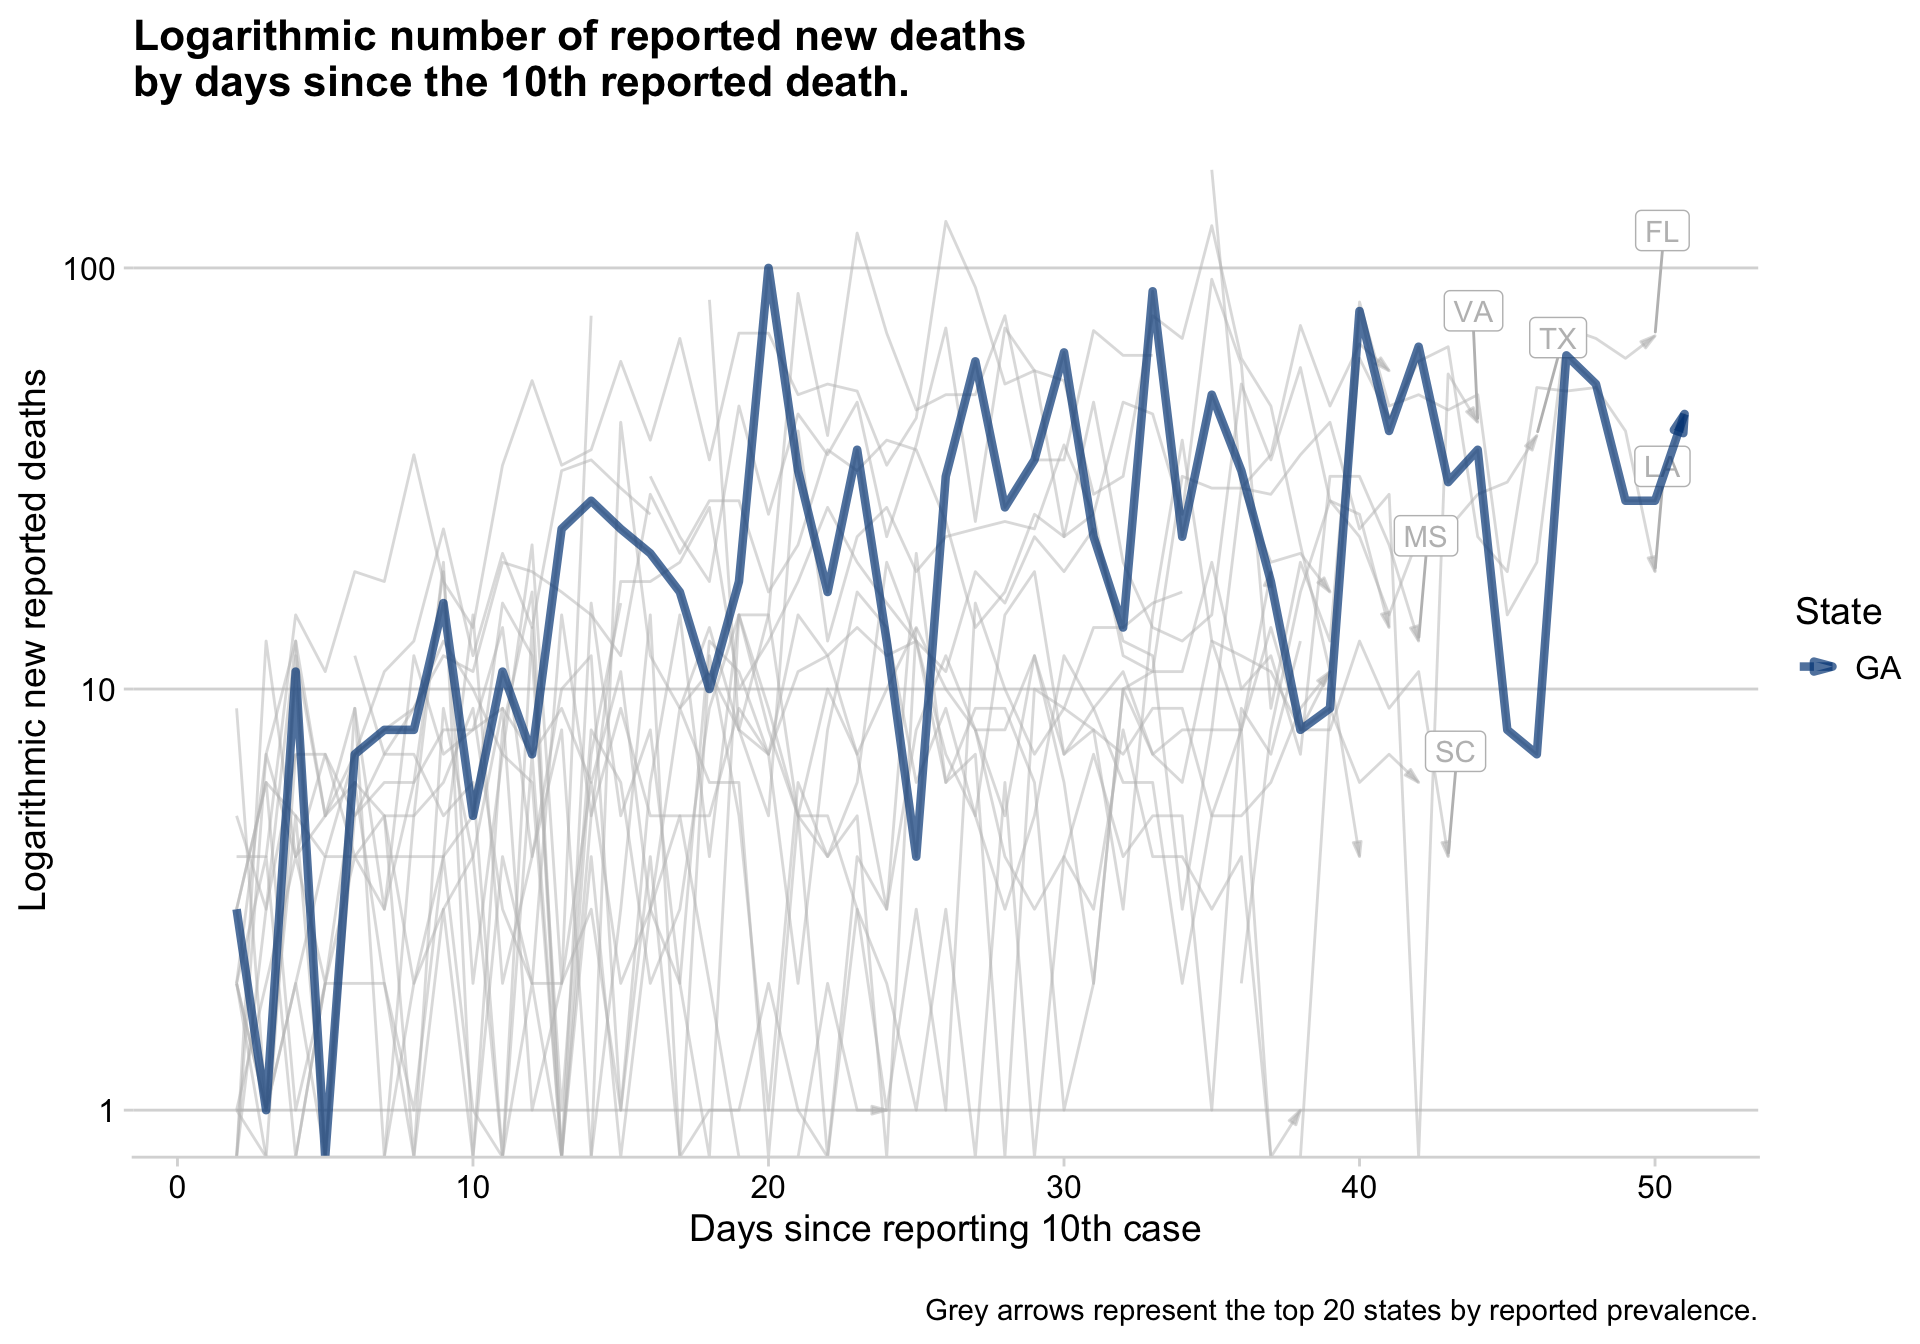 Logarithmic number of reported new deaths
by days since the 10th reported death.
Logarithmic new reported deaths
100
10
1
FL
VA
TX
LA
MS
SC
State
GA
0 10 20 30 40 50
Days since reporting 10th case
Grey arrows represent the top 20 states by reported prevalence.